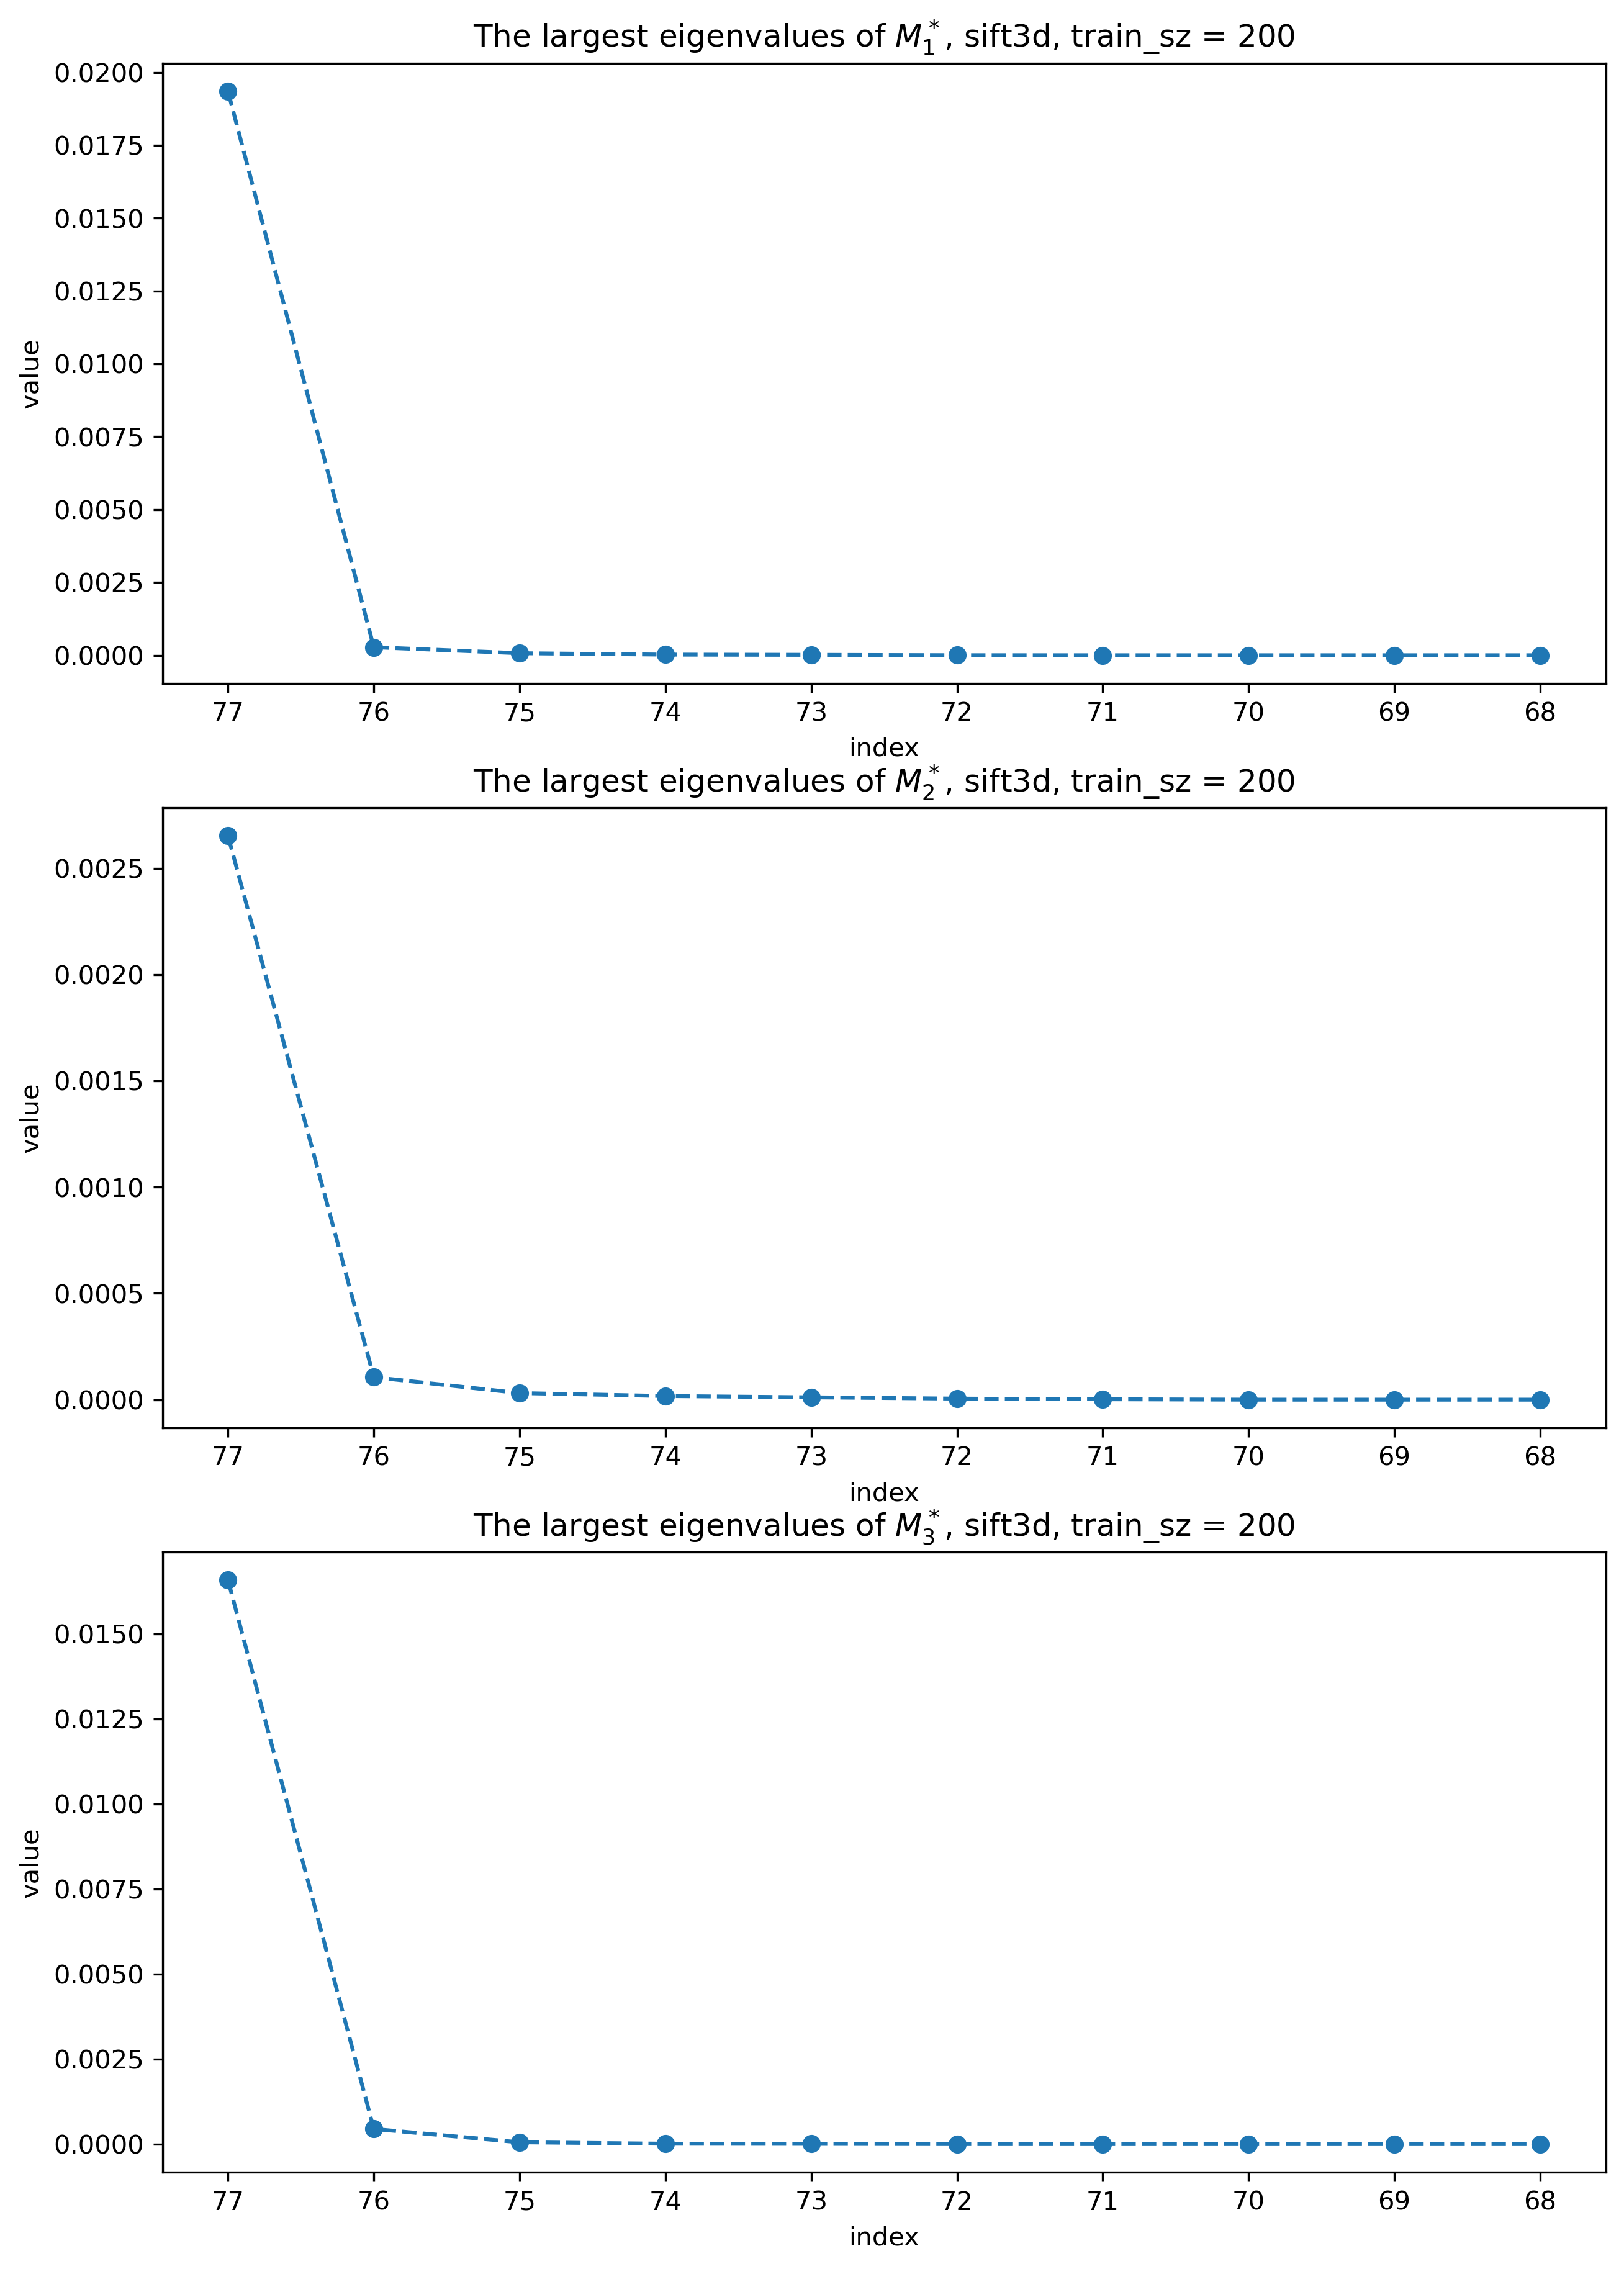 The largest eigenvalues of $M_1^*$, sift3d, train_sz = 200
0.0200
0.0175
0.0150
0.0125
0.0100
0.0075
0.0050
0.0025
0.0000
value
77 76 75 74 73 72 71 70 69 68
index
The largest eigenvalues of $M_2^*$, sift3d, train_sz = 200
0.0025
0.0020
0.0015
0.0010
0.0005
0.0000
value
77 76 75 74 73 72 71 70 69 68
index
The largest eigenvalues of $M_3^*$, sift3d, train_sz = 200
0.0150
0.0125
0.0100
0.0075
0.0050
0.0025
0.0000
value
77 76 75 74 73 72 71 70 69 68
index